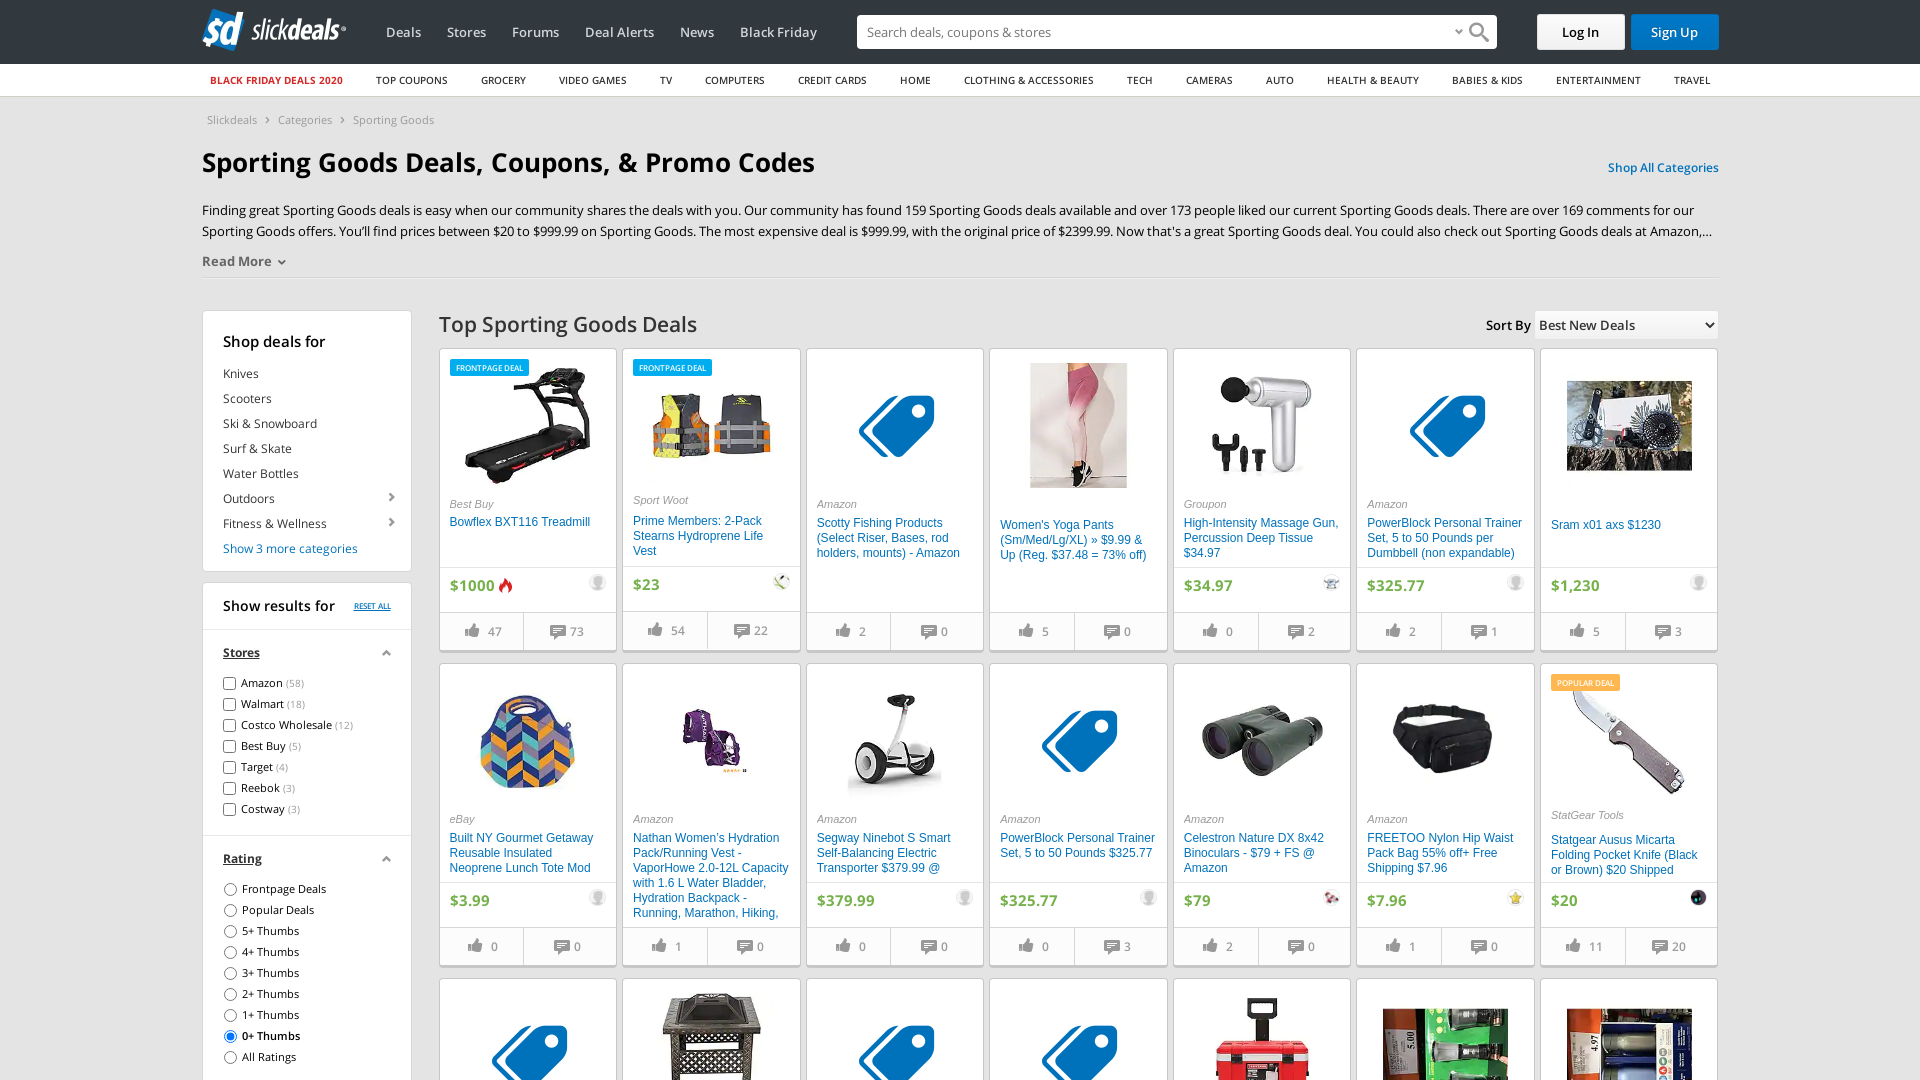 sd slickdeals
Deals
Stores
Forums
Deal Alerts
News
Black Friday
Search deals, coupons & stores
Log In
Sign Up
BLACK FRIDAY DEALS 2020
TOP COUPONS
GROCERY
VIDEO GAMES
TV
COMPUTERS
CREDIT CARDS
HOME
CLOTHING & ACCESSORIES
TECH
CAMERAS
AUTO
HEALTH & BEAUTY
BABIES & KIDS
ENTERTAINMENT
TRAVEL
Slickdeals > Categories > Sporting Goods
Sporting Goods Deals, Coupons, & Promo Codes
Shop All Categories
Finding great Sporting Goods deals is easy when our community shares the deals with you. Our community has found 159 Sporting Goods deals available and over 173 people liked our current Sporting Goods deals. There are over 169 comments for our
Sporting Goods offers. You'll find prices between $20 to $999.99 on Sporting Goods. The most expensive deal is $999.99, with the original price of $2399.99. Now that's a great Sporting Goods deal. You could also check out Sporting Goods deals at Amazon,...
Read More
Shop deals for
Knives
Scooters
Ski & Snowboard
Surf & Skate
Water Bottles
Outdoors
Fitness & Wellness
Show 3 more categories
Show results for
RESET ALL
Stores
Amazon (58)
Walmart (18)
Costco Wholesale (12)
Best Buy (5)
Target (4)
Reebok (3)
Costway (3)
Rating
Frontpage Deals
Popular Deals
5+ Thumbs
4+ Thumbs
3+ Thumbs
2+ Thumbs
1+ Thumbs
0+ Thumbs
All Ratings
Top Sporting Goods Deals
Sort By
Best New Deals
FRONTPAGE DEAL
Best Buy
Bowflex BXT116 Treadmill
$1000
47
73
FRONTPAGE DEAL
Sport Woot
Prime Members: 2-Pack
Stearns Hydroprene Life
Vest
$23
54
22
Amazon
Scotty Fishing Products
(Select Riser, Bases, rod
holders, mounts) - Amazon
2
0
Women's Yoga Pants
(Sm/Med/Lg/XL) » $9.99 &
Up (Reg. $37.48 = 73% off)
5
0
Groupon
High-Intensity Massage Gun,
Percussion Deep Tissue
$34.97
$34.97
0
2
Amazon
PowerBlock Personal Trainer
Set, 5 to 50 Pounds per
Dumbbell (non expandable)
$325.77
2
1
Sram x01 axs $1230
$1,230
5
3
eBay
Built NY Gourmet Getaway
Reusable Insulated
Neoprene Lunch Tote Mod
$3.99
0
0
Amazon
Nathan Women's Hydration
Pack/Running Vest -
VaporHowe 2.0-12L Capacity
with 1.6 L Water Bladder,
Hydration Backpack -
Running, Marathon, Hiking,
1
0
Amazon
Segway Ninebot S Smart
Self-Balancing Electric
Transporter $379.99 @
$379.99
0
0
Amazon
PowerBlock Personal Trainer
Set, 5 to 50 Pounds $325.77
$325.77
0
3
Amazon
Celestron Nature DX 8x42
Binoculars - $79 + FS @
Amazon
$79
2
0
Amazon
FREETOO Nylon Hip Waist
Pack Bag 55% off+ Free
Shipping $7.96
$7.96
1
0
POPULAR DEAL
StatGear Tools
Statgear Ausus Micarta
Folding Pocket Knife (Black
or Brown) $20 Shipped
$20
11
20
5.00
4.97